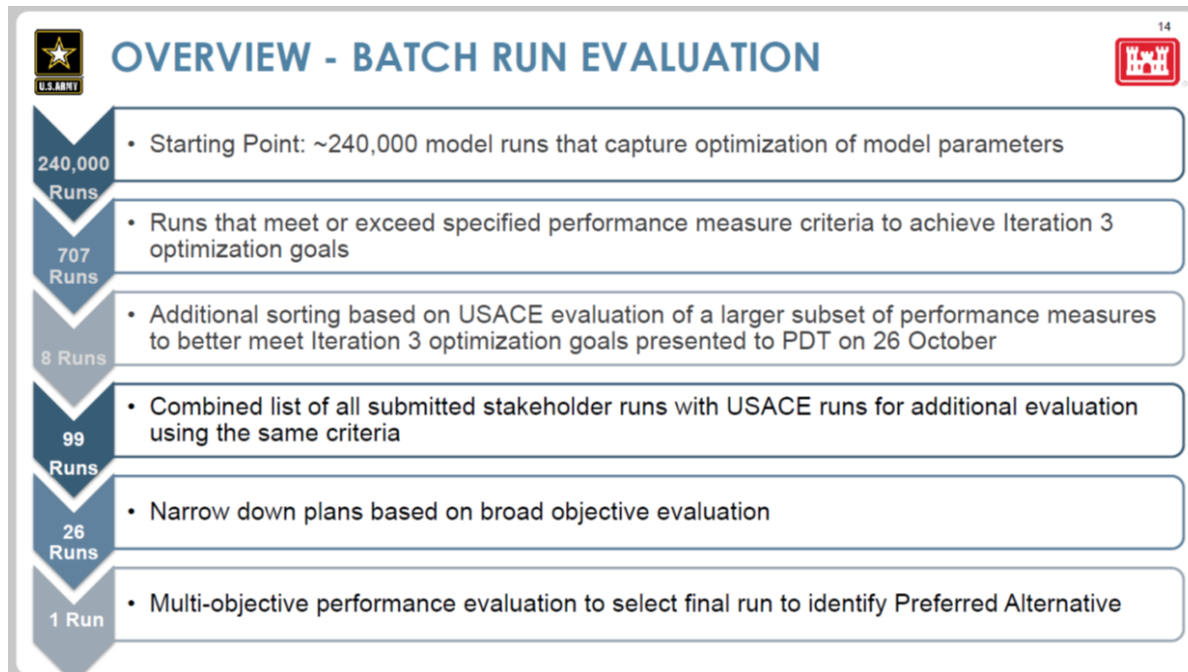 14
U.S.ARMY
OVERVIEW - BATCH RUN EVALUATION
240,000
Runs
• Starting Point: ~240,000 model runs that capture optimization of model parameters
707
Runs
• Runs that meet or exceed specified performance measure criteria to achieve Iteration 3
optimization goals
8 Runs
• Additional sorting based on USACE evaluation of a larger subset of performance measures
to better meet Iteration 3 optimization goals presented to PDT on 26 October
99
Runs
• Combined list of all submitted stakeholder runs with USACE runs for additional evaluation
using the same criteria
26
Runs
• Narrow down plans based on broad objective evaluation
1 Run
• Multi-objective performance evaluation to select final run to identify Preferred Alternative